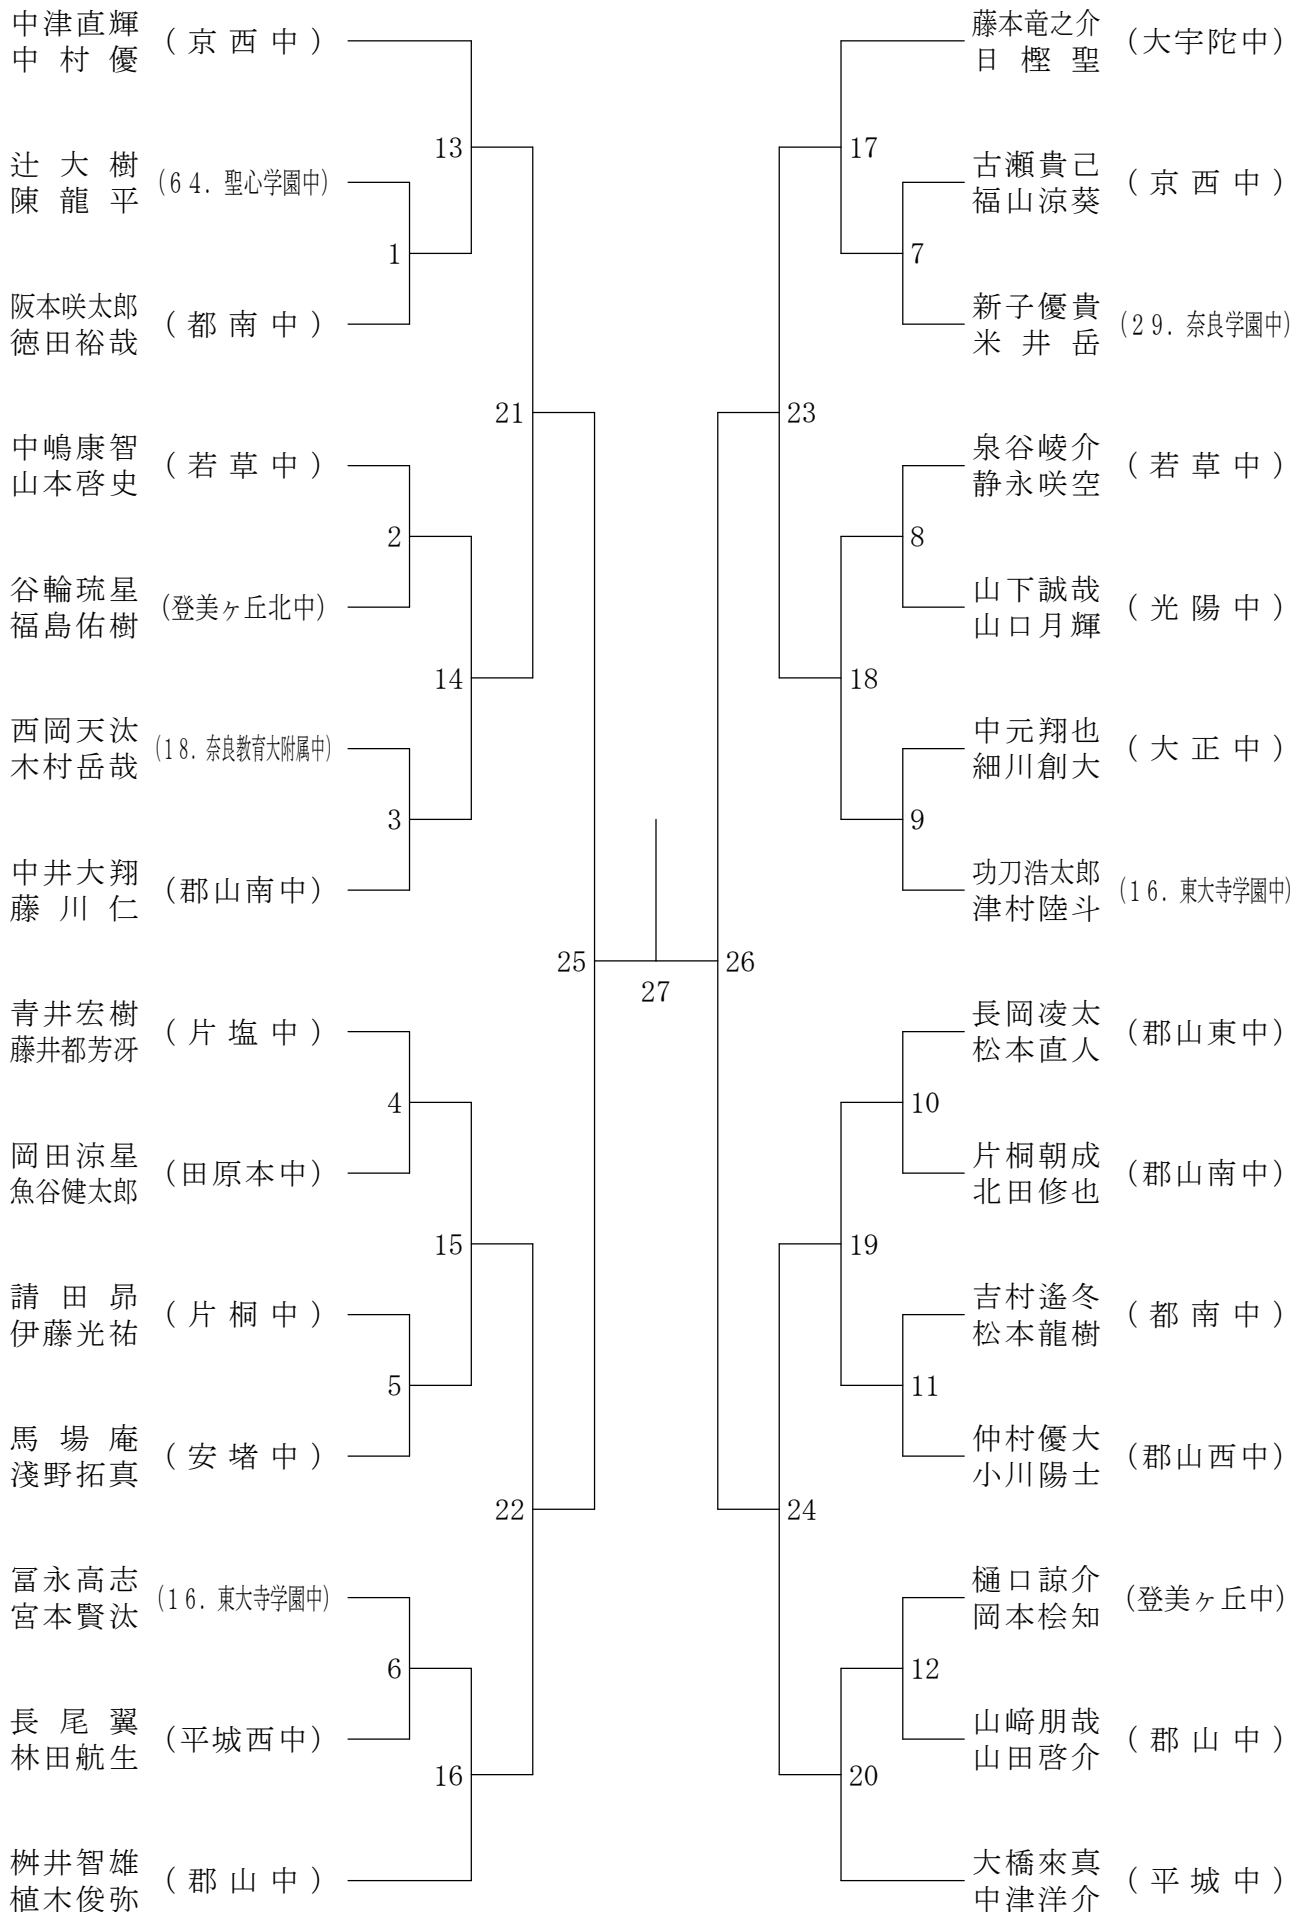 中津直輝
中村優
(京西中)
辻大樹
陳龍平
(64. 聖心学園中)
阪本咲太郎
徳田裕哉
(都南中)
中嶋康智
山本啓史
(若草中)
谷輪琉星
福島佑樹
(登美ヶ丘北中)
西岡天汰
木村岳哉
(18. 奈良教育大附属中)
中井大翔
藤川仁
(郡山南中)
青井宏樹
藤井都芳冴
(片塩中)
岡田涼星
魚谷健太郎
(田原本中)
請田昴
伊藤光祐
(片桐中)
馬場庵
淺野拓真
(安堵中)
冨永高志
宮本賢汰
(16. 東大寺学園中)
長尾翼
林田航生
(平城西中)
桝井智雄
植木俊弥
(郡山中)
1
2
3
4
5
6
13
14
15
16
21
22
25
27
26
23
24
17
18
19
20
7
8
9
10
11
12
藤本竜之介
日樫聖
(大宇陀中)
古瀬貴己
福山涼葵
(京西中)
新子優貴
米井岳
(29. 奈良学園中)
泉谷崚介
静永咲空
(若草中)
山下誠哉
山口月輝
(光陽中)
中元翔也
細川創大
(大正中)
功刀浩太郎
津村陸斗
(16. 東大寺学園中)
長岡凌太
松本直人
(郡山東中)
片桐朝成
北田修也
(郡山南中)
吉村遙冬
松本龍樹
(都南中)
仲村優大
小川陽士
(郡山西中)
樋口諒介
岡本桧知
(登美ヶ丘中)
山﨑朋哉
山田啓介
(郡山中)
大橋來真
中津洋介
(平城中)